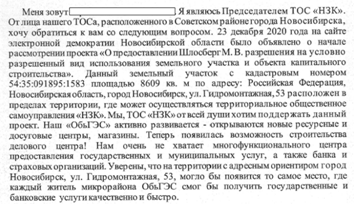 Меня зовут Я являюсь Председателем ТОС «НЗК».
От лица нашего ТОСа, расположенного в Советском районе города Новосибирска,
хочу обратиться к вам со следующим вопросом. 23 декабря 2020 года на сайте
электронной демократии Новосибирской области было объявлено о начале
рассмотрении проекта «О предоставлении Шлосберг М.В. разрешения на условно
разрешенный вид использования земельного участка и объекта капитального
строительства». Данный земельный участок с кадастровым номером
54:35:091895:1583 площадью 8609 кв. м по адресу: Российская Федерация,
Новосибирская область, город Новосибирск, ул. Гидромонтажная, 53 расположен в
пределах территории, где может осуществляться территориальное общественное
самоуправления «НЗК». Мы, ТОС «НЗК» от всей души хотим поддержать данный
проект. Наш «ОбьГЭС» активно развивается - открываются новые ресурсные и
досуговые центры, магазины. Теперь появилась возможность строительства
делового центра! Нам очень не хватает многофункционального центра
предоставления государственных и муниципальных услуг, а также банка и
страховых организаций. Уверены, что на территории с адресным ориентиром город
Новосибирск, ул. Гидромонтажная, 53, могло бы появится то самое место, где
каждый житель микрорайона ОбьГЭС смог бы получить государственные и
банковские услуги качественно и быстро.